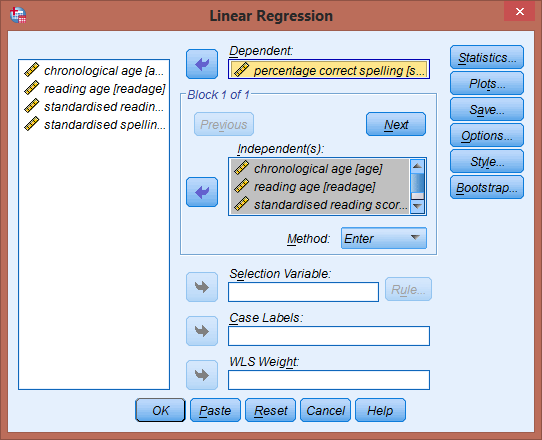 Linear Regression
chronological age [a...
reading age [readage]
standardised readin...
standardised spellin...
Dependent:
percentage correct spelling [s...
Block 1 of 1
Previous
Next
Independent(s):
chronological age [age]
reading age [readage]
standardised reading scor...
Method:
Enter
Selection Variable:
Rule...
Case Labels:
WLS Weight:
Statistics...
Plots...
Save...
Options...
Style...
Bootstrap...
OK
Paste
Reset
Cancel
Help